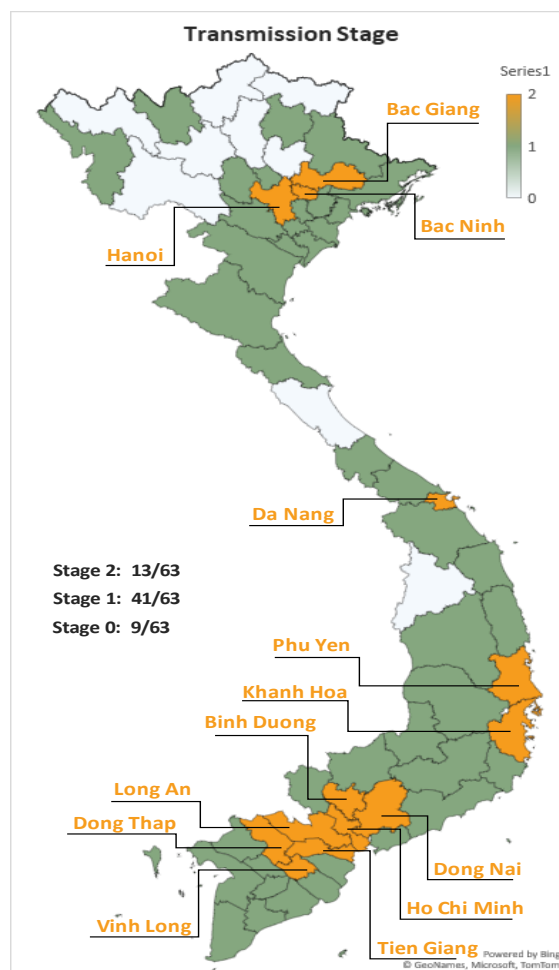 Transmission Stage
Series1
2
1
0
Bac Giang
Bac Ninh
Hanoi
Da Nang
Stage 2: 13/63
Stage 1: 41/63
Stage 0: 9/63
Phu Yen
Khanh Hoa
Binh Duong
Long An
Dong Thap
Dong Nai
Ho Chi Minh
Vinh Long
Tien Giang
Powered by Bing
© GeoNames, Microsoft, TomTom